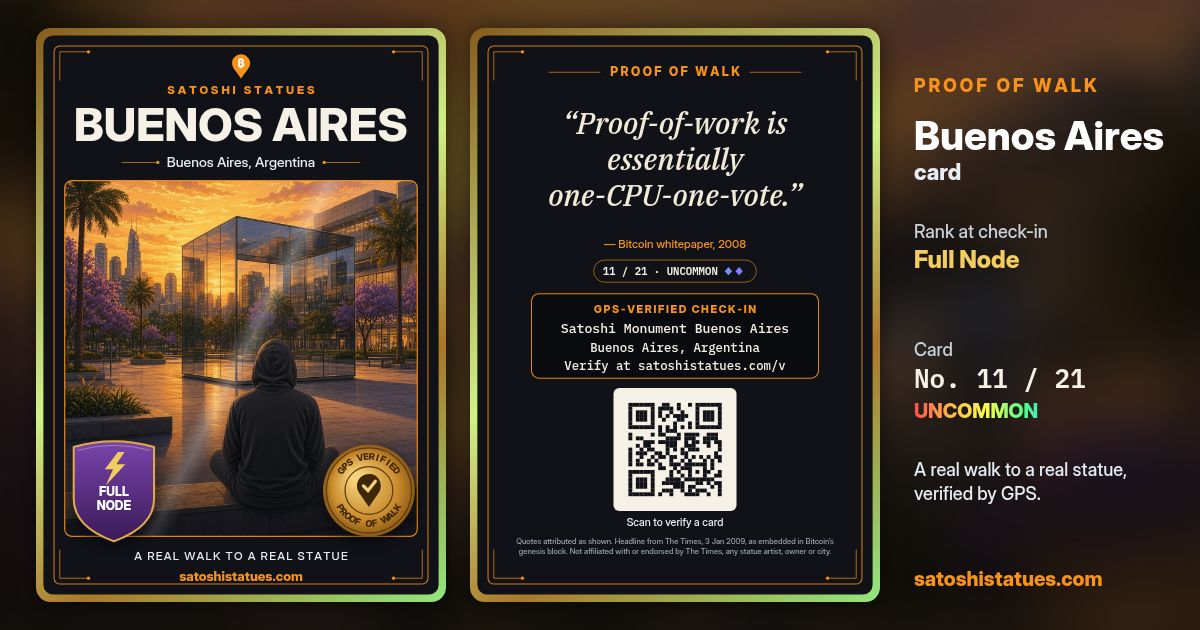 SATOSHI STATUES
BUENOS AIRES
Buenos Aires, Argentina
FULL
NODE
GPS VERIFIED
PROOF OF WALK
A REAL WALK TO A REAL STATUE
satoshistatues.com
PROOF OF WALK
“Proof-of-work is
essentially
one-CPU-one-vote.”
— Bitcoin whitepaper, 2008
11 / 21 · UNCOMMON
GPS-VERIFIED CHECK-IN
Satoshi Monument Buenos Aires
Buenos Aires, Argentina
Verify at satoshistatues.com/v
Scan to verify a card
Quotes attributed as shown. Headline from The Times, 3 Jan 2009, as embedded in Bitcoin's
genesis block. Not affiliated with or endorsed by The Times, any statue artist, owner or city.
PROOF OF WALK
Buenos Aires
card
Rank at check-in
Full Node
Card
No. 11 / 21
UNCOMMON
A real walk to a real statue,
verified by GPS.
satoshistatues.com